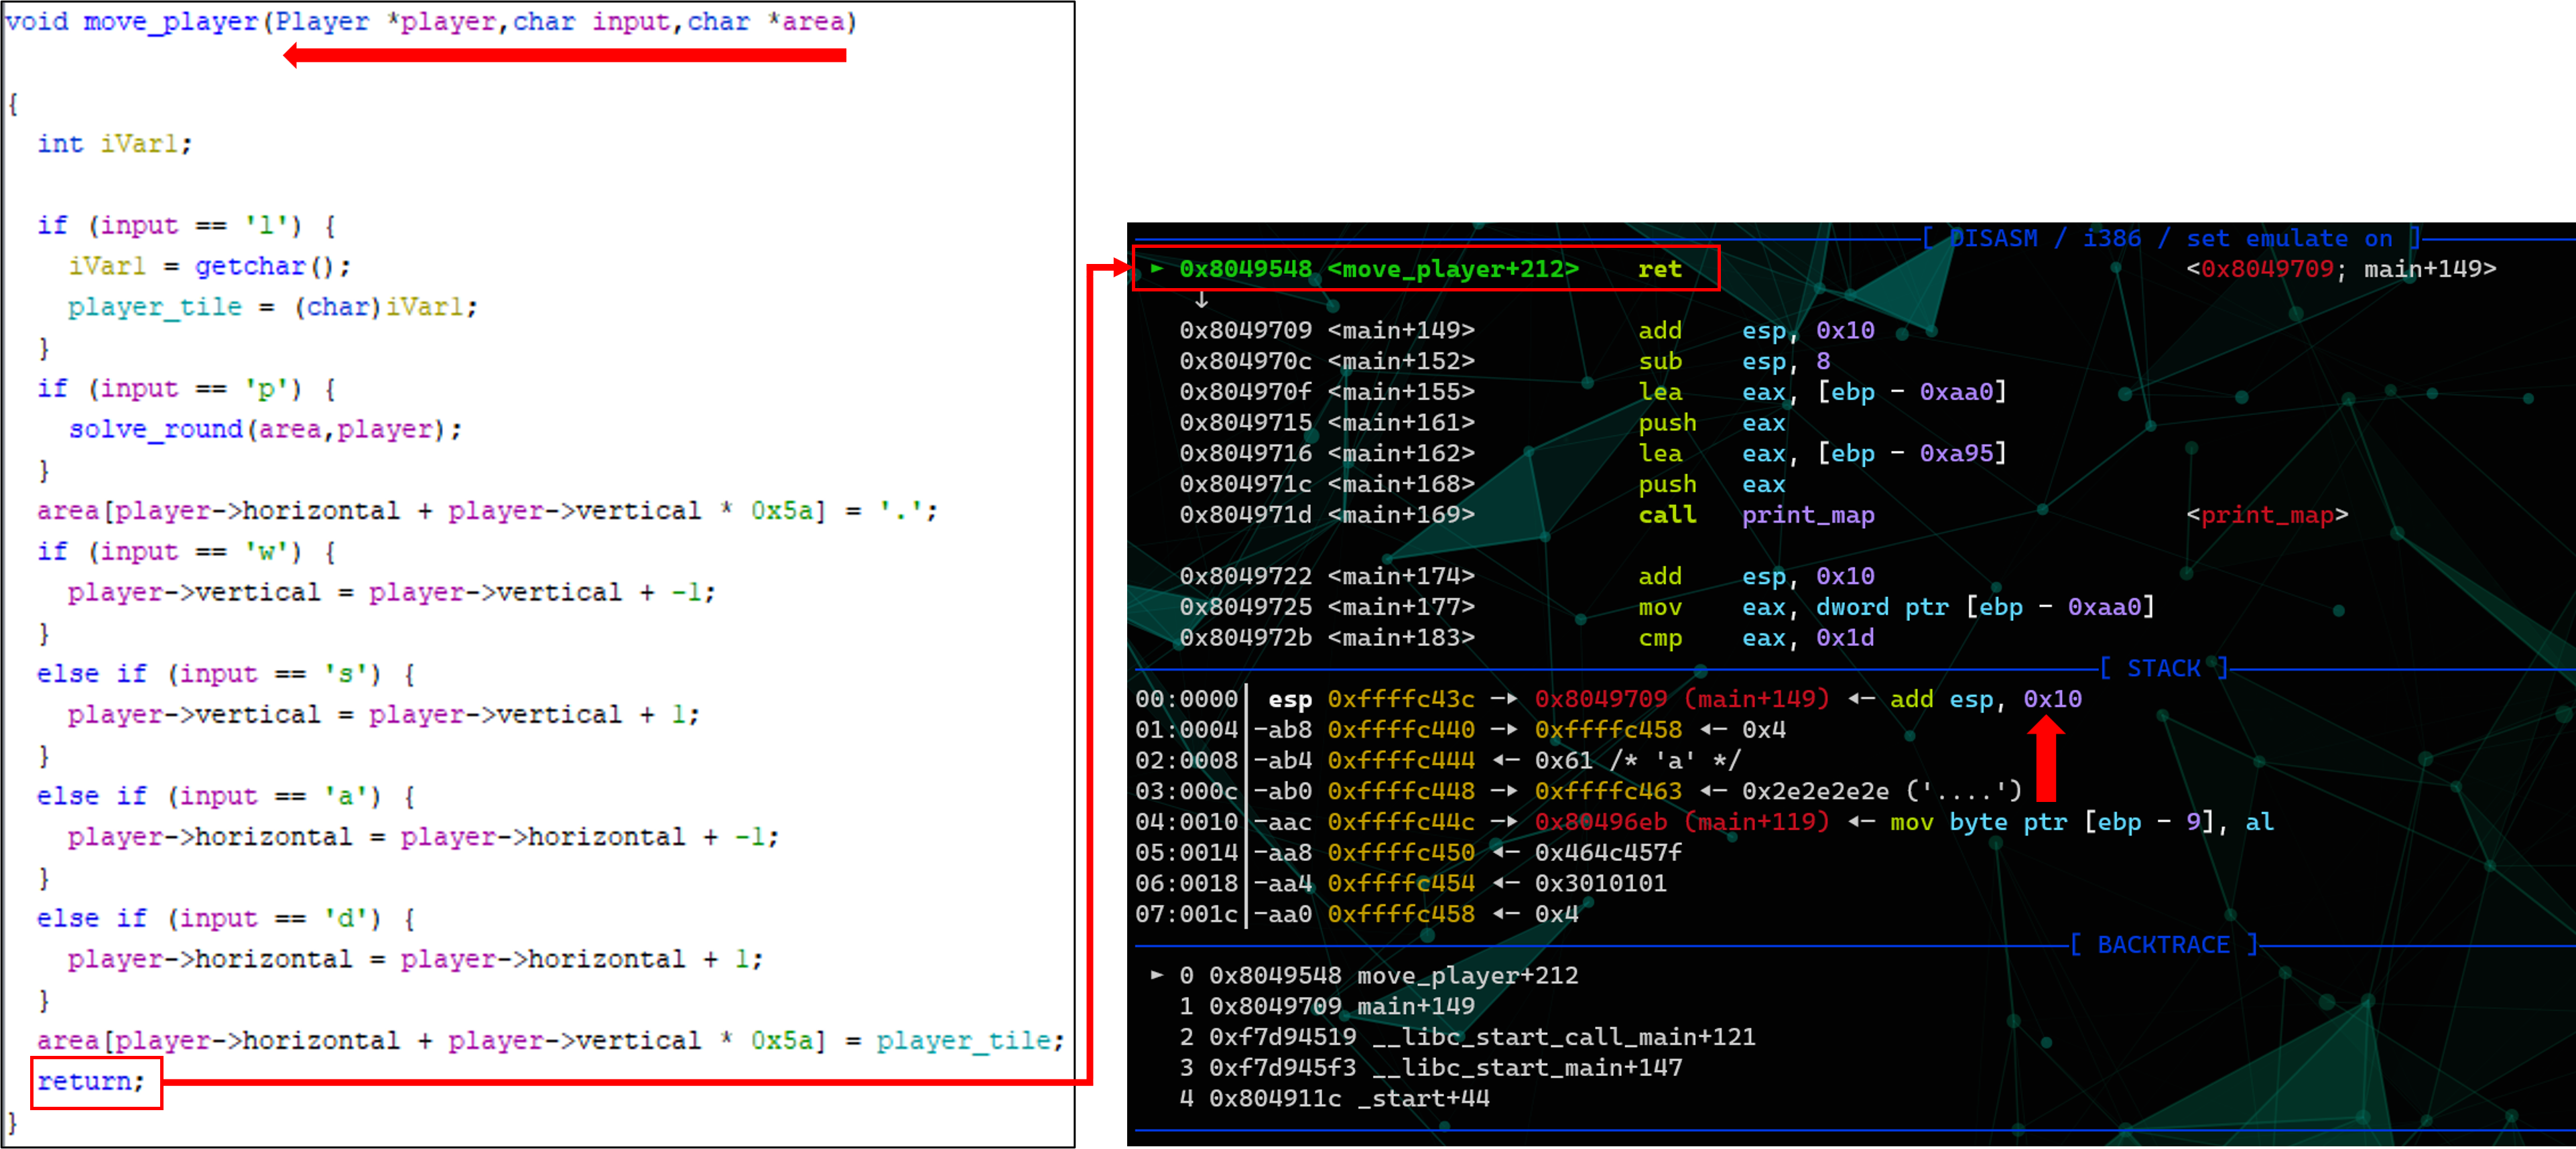 void move_player(Player *player,char input,char *area)
{
int iVar1;
if (input == 'l') {
iVar1 = getchar();
player_tile = (char)iVar1;
}
if (input == 'p') {
solve_round(area,player);
}
area[player->horizontal + player->vertical * 0x5a] = '.';
if (input == 'w') {
player->vertical = player->vertical + -1;
}
else if (input == 's') {
player->vertical = player->vertical + 1;
}
else if (input == 'a') {
player->horizontal = player->horizontal + -1;
}
else if (input == 'd') {
player->horizontal = player->horizontal + 1;
}
area[player->horizontal + player->vertical * 0x5a] = player_tile;
return;
}
[ DISASM / i386 / set emulate on ]
► 0x8049548 <move_player+212> ret <0x8049709; main+149>
↓
0x8049709 <main+149> add esp, 0x10
0x804970c <main+152> sub esp, 8
0x804970f <main+155> lea eax, [ebp - 0xaa0]
0x8049715 <main+161> push eax
0x8049716 <main+162> lea eax, [ebp - 0xa95]
0x804971c <main+168> push eax
0x804971d <main+169> call print_map <print_map>
0x8049722 <main+174> add esp, 0x10
0x8049725 <main+177> mov eax, dword ptr [ebp - 0xaa0]
0x804972b <main+183> cmp eax, 0x1d
[ STACK ]
00:0000│ esp 0xffffc43c —► 0x8049709 (main+149) ◄— add esp, 0x10
01:0004│-ab8 0xffffc440 —► 0xffffc458 ◄— 0x4
02:0008│-ab4 0xffffc444 ◄— 0x61 /* 'a' */
03:000c│-ab0 0xffffc448 —► 0xffffc463 ◄— 0x2e2e2e2e ('....')
04:0010│-aac 0xffffc44c —► 0x80496eb (main+119) ◄— mov byte ptr [ebp - 9], al
05:0014│-aa8 0xffffc450 ◄— 0x464c457f
06:0018│-aa4 0xffffc454 ◄— 0x3010101
07:001c│-aa0 0xffffc458 ◄— 0x4
[ BACKTRACE ]
► 0 0x8049548 move_player+212
1 0x8049709 main+149
2 0xf7d94519 __libc_start_call_main+121
3 0xf7d945f3 __libc_start_main+147
4 0x804911c _start+44